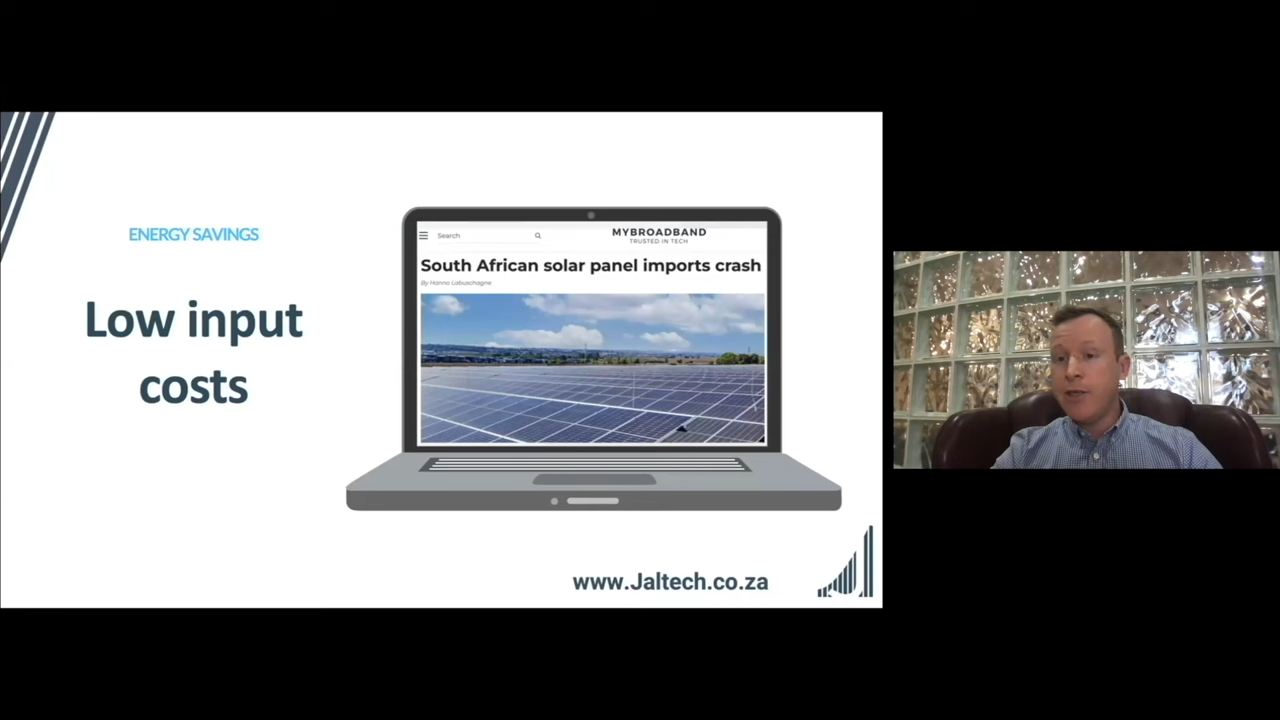 ENERGY SAVINGS
Low input
costs
Search
MYBROADBAND
TRUSTED IN TECH
South African solar panel imports crash
By Hanno Labuschagne
www.Jaltech.co.za